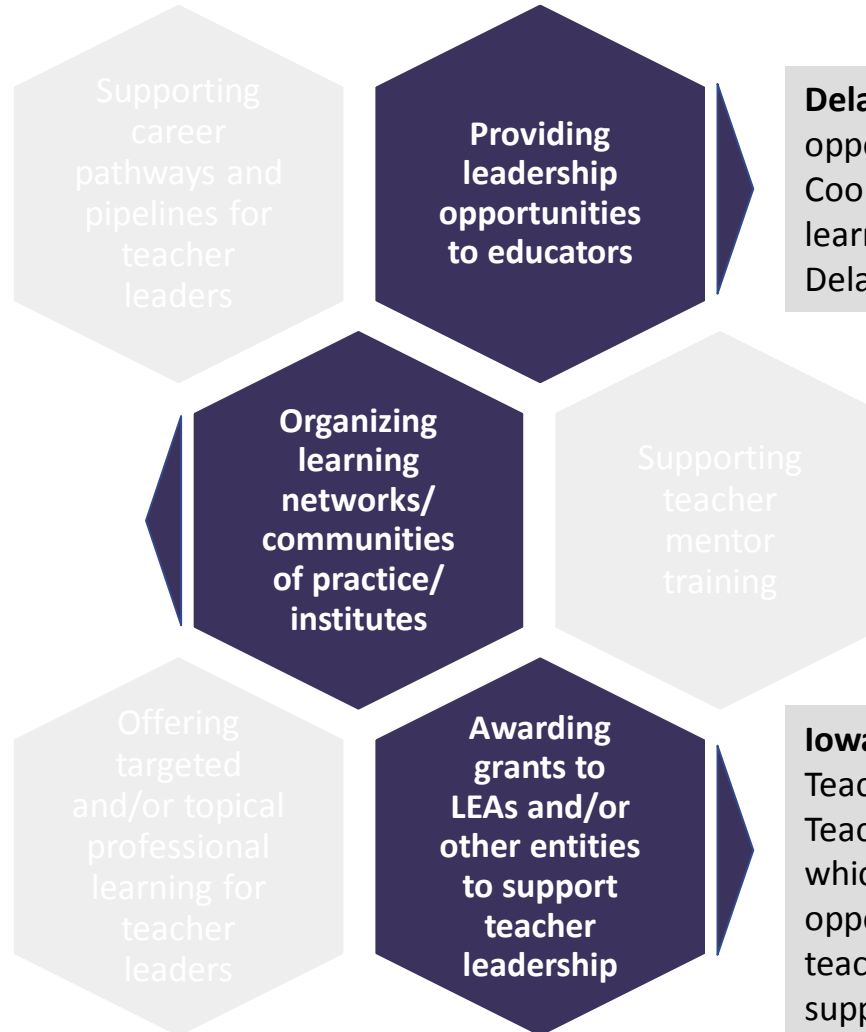 Supporting
career
pathways and
pipelines for
teacher
leaders
Providing
leadership
opportunities
to educators
Organizing
learning
networks/
communities
of practice/
institutes
Supporting
teacher
mentor
training
Offering
targeted
and/or topical
professional
learning for
teacher
leaders
Awarding
grants to
LEAs and/or
other entities
to support
teacher
leadership
Dela
oppo
Coo
learn
Dela
Iowa
Teac
Teac
whic
oppo
teac
supp